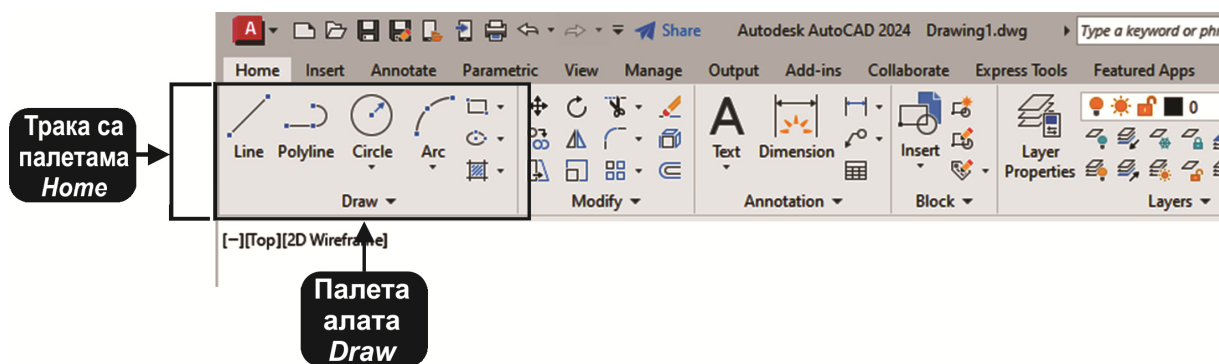 A Share Autodesk AutoCAD 2024 Drawing1.dwg Type a keyword or phr
Home Insert Annotate Parametric View Manage Output Add-ins Collaborate Express Tools Featured Apps
0
Трака са
палетама
Home
Line Polyline Circle Arc
A
Text Dimension
Insert
Layer
Properties
Draw Modify Annotation Block Layers
[−][Top][2D Wireframe]
Палета
алата
Draw